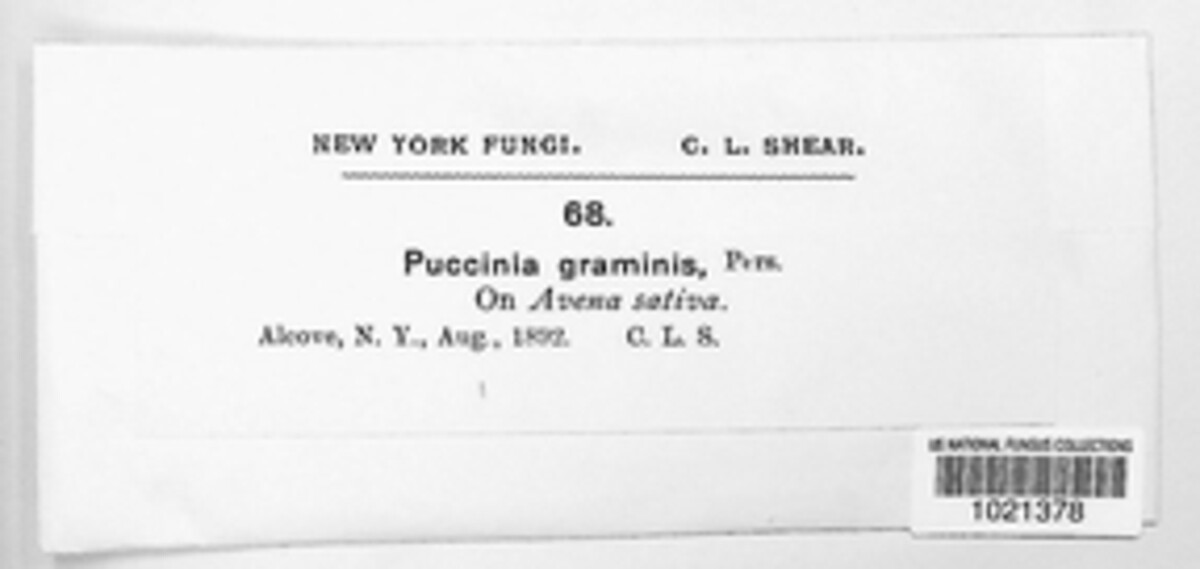 NEW YORK FUNGI. C. L. SHEAR.
68.
Puccinia graminis, Pers.
On Avena sativa.
Alcove, N. Y., Aug., 1892. C. L. S.
US NATIONAL FUNGUS COLLECTIONS
1021378